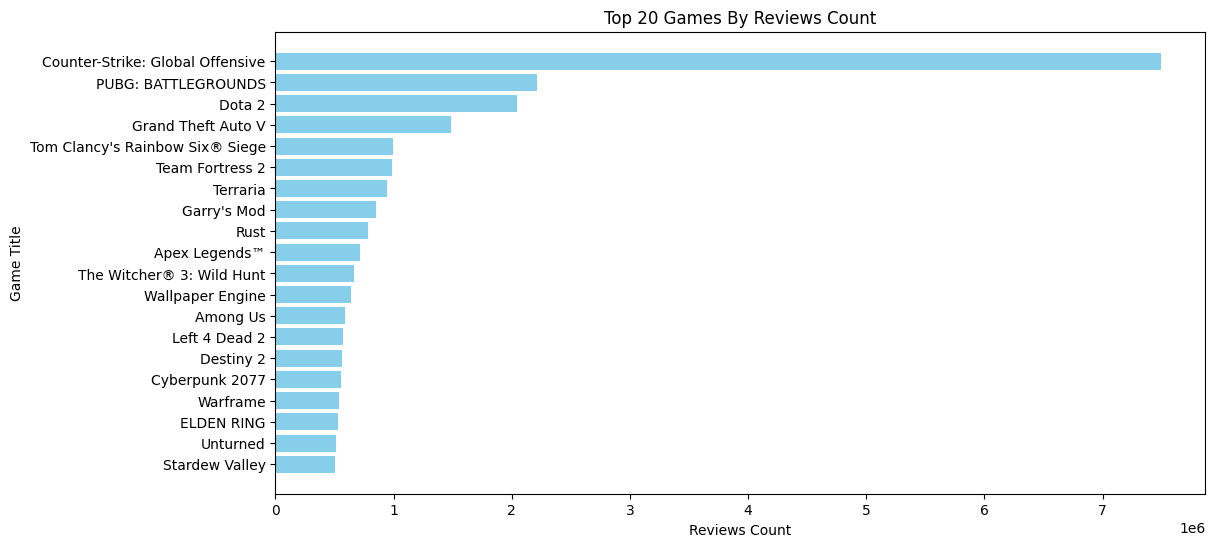 Top 20 Games By Reviews Count
Game Title
Counter-Strike: Global Offensive
PUBG: BATTLEGROUNDS
Dota 2
Grand Theft Auto V
Tom Clancy's Rainbow Six® Siege
Team Fortress 2
Terraria
Garry's Mod
Rust
Apex Legends™
The Witcher® 3: Wild Hunt
Wallpaper Engine
Among Us
Left 4 Dead 2
Destiny 2
Cyberpunk 2077
Warframe
ELDEN RING
Unturned
Stardew Valley
0 1 2 3 4 5 6 7
1e6
Reviews Count